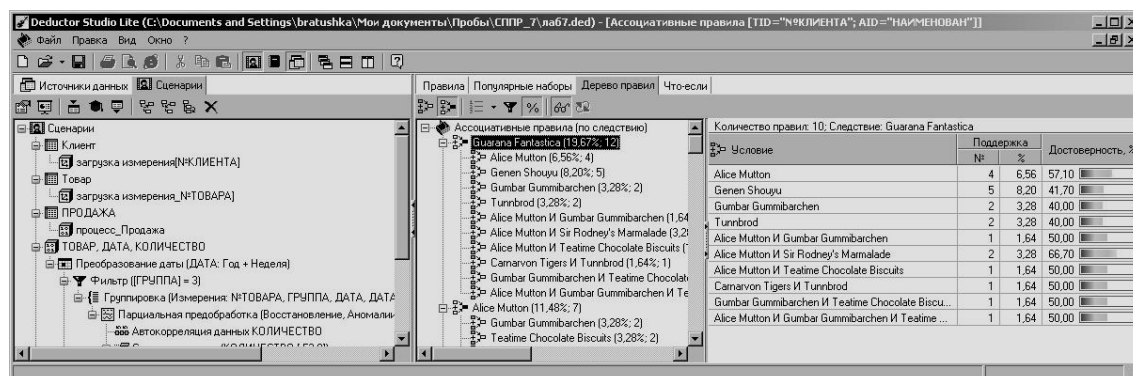 Deductor Studio Lite (C:\Documents and Settings\bratushka\Мои документы\Пробы\СППР_7\лаб7.ded) - [Ассоциативные правила [TID="№КЛИЕНТА"; AID="НАИМЕНОВАН"]]
Файл Правка Вид Окно ?
Источники данных Сценарии
Сценарии
Клиент
загрузка измерения[№КЛИЕНТА]
Товар
загрузка измерения_№ТОВАРА]
ПРОДАЖА
процесс_Продажа
ТОВАР, ДАТА, КОЛИЧЕСТВО
Преобразование даты (ДАТА: Год + Неделя)
Фильтр ([ГРУППА] = 3)
Группировка (Измерения: №ТОВАРА, ГРУППА, ДАТА, ДАТА
Парциальная предобработка (Восстановление, Аномалии
Автокорреляция данных КОЛИЧЕСТВО
Правила Популярные наборы Дерево правил Что-если
Ассоциативные правила (по следствию)
Guarana Fantastica (19,67%; 12)
Alice Mutton (6,56%; 4)
Genen Shouyu (8,20%; 5)
Gumbar Gummibarchen (3,28%; 2)
Tunnbrod (3,28%; 2)
Alice Mutton И Gumbar Gummibarchen (1,64
Alice Mutton И Sir Rodney's Marmalade (3,28
Alice Mutton И Teatime Chocolate Biscuits (
Carnarvon Tigers И Tunnbrod (1,64%; 1)
Gumbar Gummibarchen И Teatime Chocolate
Alice Mutton И Gumbar Gummibarchen И Te
Alice Mutton (11,48%; 7)
Gumbar Gummibarchen (3,28%; 2)
Teatime Chocolate Biscuits (3,28%; 2)
Количество правил: 10; Следствие: Guarana Fantastica
Условие Поддержка Достоверность, %
№ %
Alice Mutton 4 6,56 57,10
Genen Shouyu 5 8,20 41,70
Gumbar Gummibarchen 2 3,28 40,00
Tunnbrod 2 3,28 40,00
Alice Mutton И Gumbar Gummibarchen 1 1,64 50,00
Alice Mutton И Sir Rodney's Marmalade 2 3,28 66,70
Alice Mutton И Teatime Chocolate Biscuits 1 1,64 50,00
Carnarvon Tigers И Tunnbrod 1 1,64 50,00
Gumbar Gummibarchen И Teatime Chocolate Biscu... 1 1,64 50,00
Alice Mutton И Gumbar Gummibarchen И Teatime ... 1 1,64 50,00